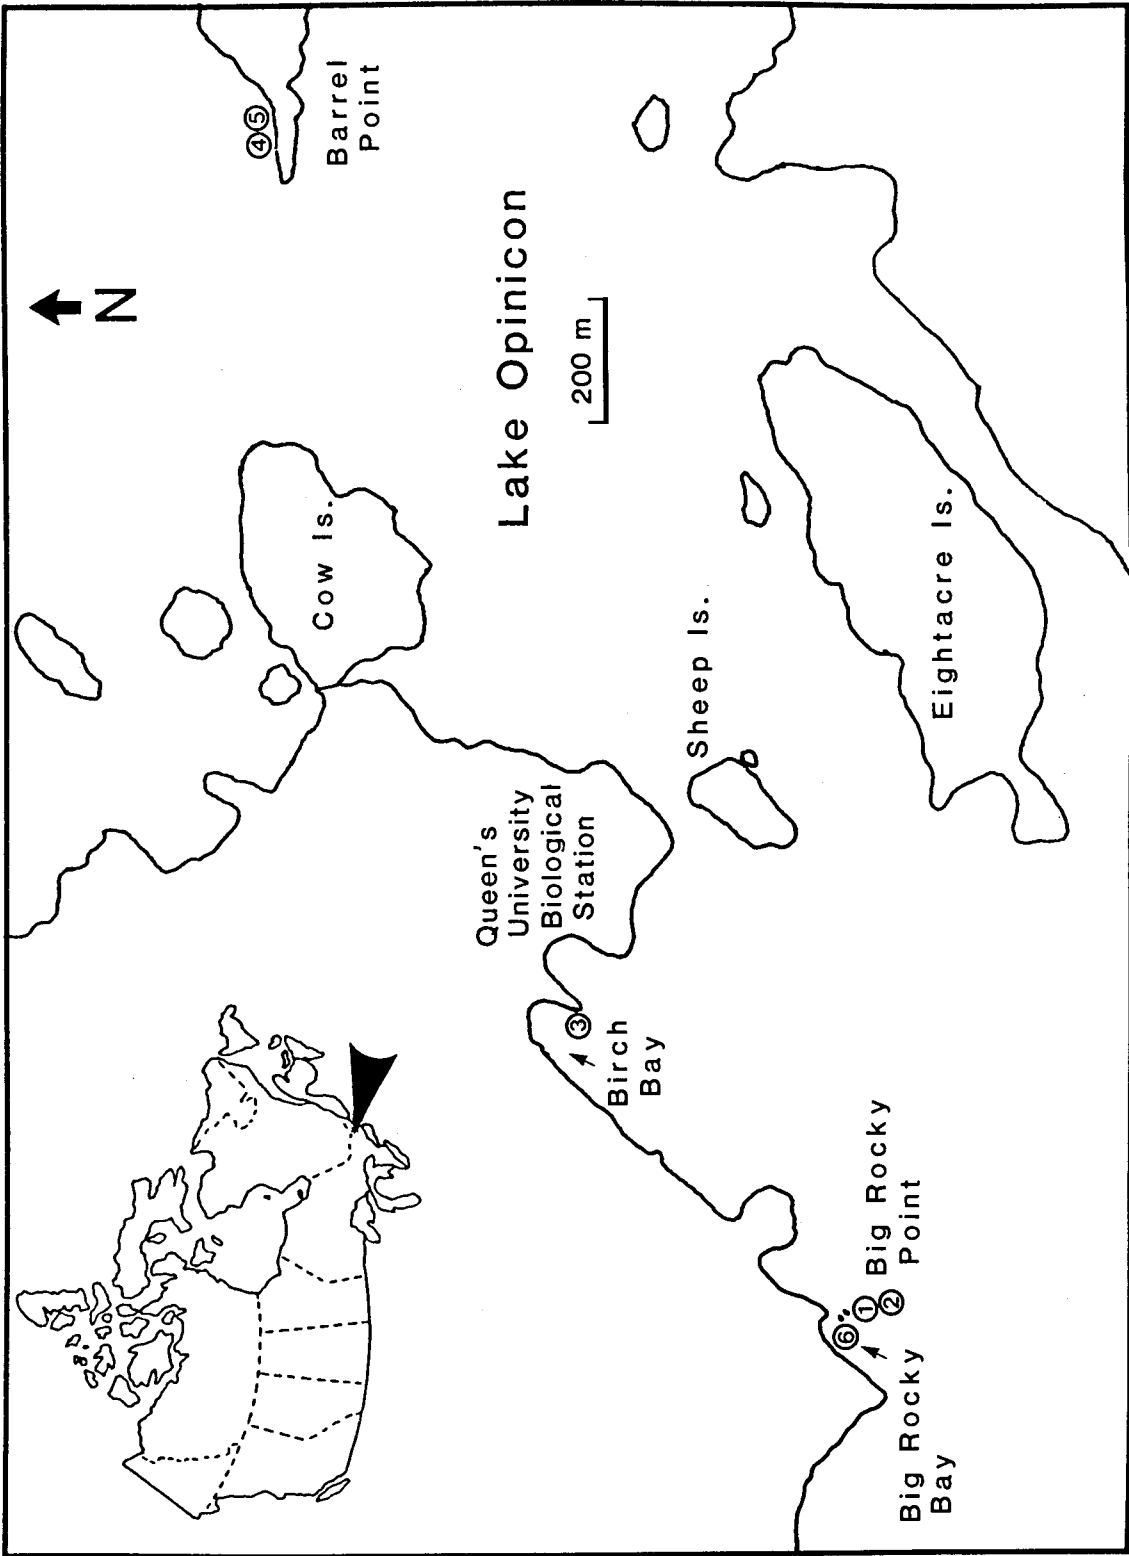 N
④⑤
Barrel
Point
Lake Opinicon
200 m
Cow Is.
Sheep Is.
Eightacre Is.
Queen's
University
Biological
Station
③
Birch
Bay
Big Rocky
Point
①
②
⑥
Big Rocky
Bay